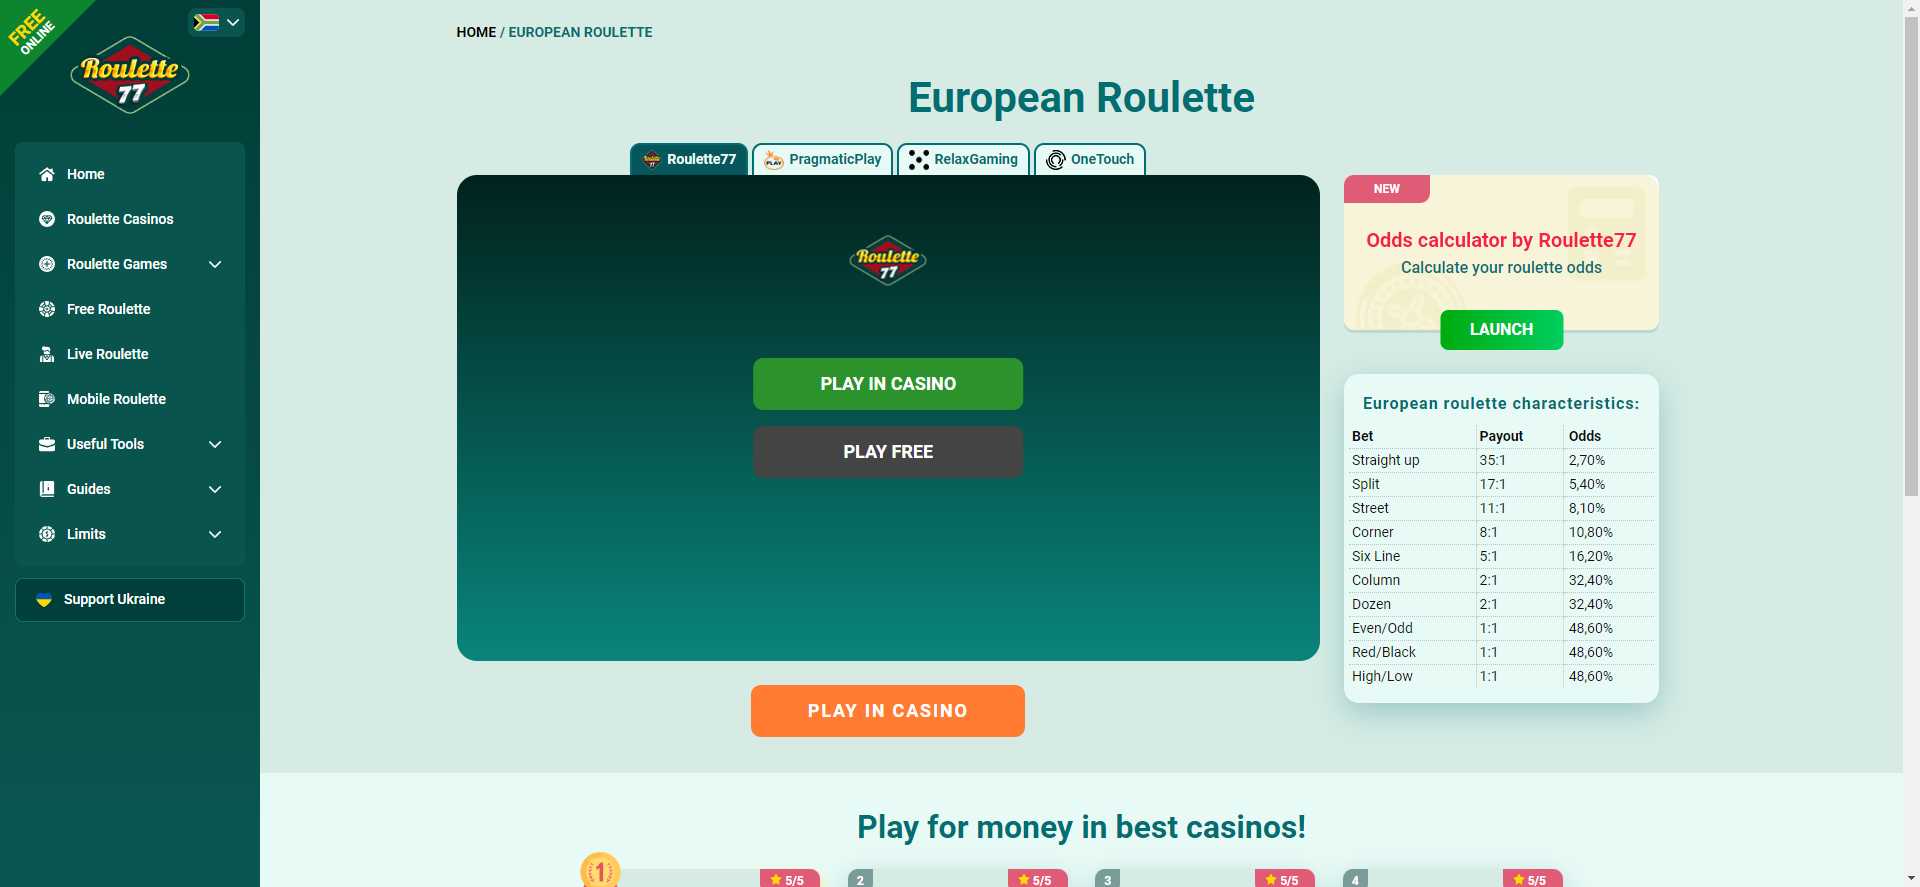 FREE
ONLINE
Roulette
77
Home
Roulette Casinos
Roulette Games
Free Roulette
Live Roulette
Mobile Roulette
Useful Tools
Guides
Limits
Support Ukraine
HOME / EUROPEAN ROULETTE
European Roulette
Roulette77 PragmaticPlay RelaxGaming OneTouch
Roulette
77
PLAY IN CASINO
PLAY FREE
PLAY IN CASINO
NEW
Odds calculator by Roulette77
Calculate your roulette odds
LAUNCH
European roulette characteristics:
Bet Payout Odds
Straight up 35:1 2,70%
Split 17:1 5,40%
Street 11:1 8,10%
Corner 8:1 10,80%
Six Line 5:1 16,20%
Column 2:1 32,40%
Dozen 2:1 32,40%
Even/Odd 1:1 48,60%
Red/Black 1:1 48,60%
High/Low 1:1 48,60%
Play for money in best casinos!
1 5/5 2 5/5 3 5/5 4 5/5